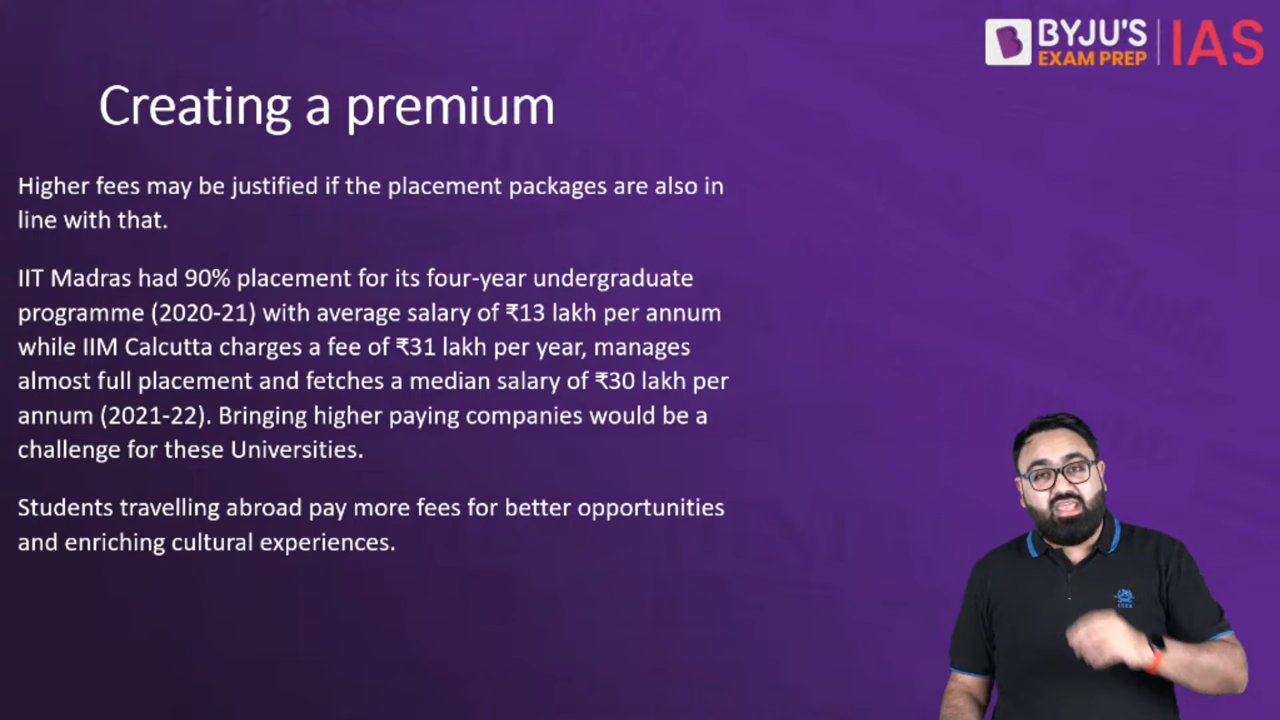 BYJU'S
EXAM PREP
IAS
Creating a premium
Higher fees may be justified if the placement packages are also in
line with that.
IIT Madras had 90% placement for its four-year undergraduate
programme (2020-21) with average salary of ₹13 lakh per annum
while IIM Calcutta charges a fee of ₹31 lakh per year, manages
almost full placement and fetches a median salary of ₹30 lakh per
annum (2021-22). Bringing higher paying companies would be a
challenge for these Universities.
Students travelling abroad pay more fees for better opportunities
and enriching cultural experiences.